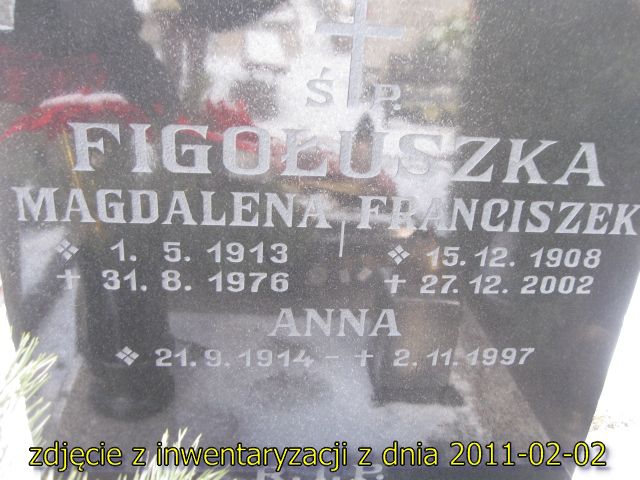 Ś P.
FIGOŁUSZKA
MAGDALENA FRANCISZEK
❖ 1. 5. 1913 ❖ 15. 12. 1908
+ 31. 8. 1976 + 27. 12. 2002
ANNA
❖ 21. 9. 1914 - + 2. 11. 1997
R. I. P.
zdjęcie z inwentaryzacji z dnia 2011-02-02